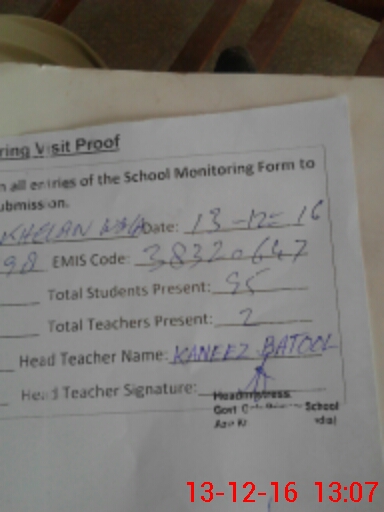 ring Visit Proof
n all entries of the School Monitoring Form to
ubmission.
KHELAN WALA Date: 13-12-16
98 EMIS Code: 38320647
Total Students Present: 95
Total Teachers Present: 2
Head Teacher Name: KANEEZ BATOOL
Head Teacher Signature:
Headmistress
Govt School
13-12-16 13:07